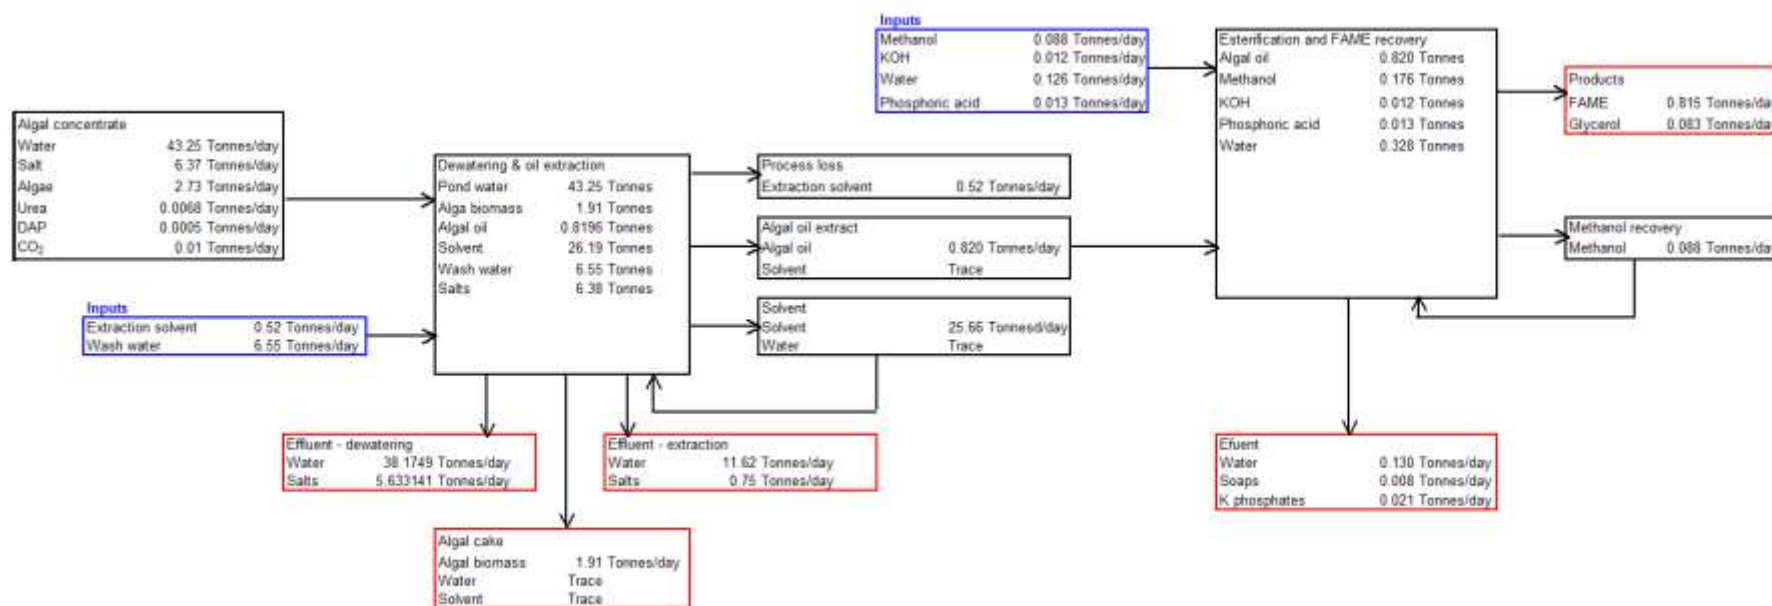 Inputs
Methanol 0.088 Tonnes/day
KOH 0.012 Tonnes/day
Water 0.126 Tonnes/day
Phosphoric acid 0.013 Tonnes/day
Esterification and FAME recovery
Algal oil 0.820 Tonnes
Methanol 0.176 Tonnes
KOH 0.012 Tonnes
Phosphoric acid 0.013 Tonnes
Water 0.328 Tonnes
Products
FAME 0.815 Tonnes/day
Glycerol 0.083 Tonnes/day
Algal concentrate
Water 43.25 Tonnes/day
Salt 6.37 Tonnes/day
Algae 2.73 Tonnes/day
Urea 0.0068 Tonnes/day
DAP 0.0005 Tonnes/day
CO₂ 0.01 Tonnes/day
Dewatering & oil extraction
Pond water 43.25 Tonnes
Alga biomass 1.91 Tonnes
Algal oil 0.8196 Tonnes
Solvent 26.19 Tonnes
Wash water 6.55 Tonnes
Salts 6.38 Tonnes
Process loss
Extraction solvent 0.52 Tonnes/day
Algal oil extract
Algal oil 0.820 Tonnes/day
Solvent Trace
Methanol recovery
Methanol 0.088 Tonnes/day
Inputs
Extraction solvent 0.52 Tonnes/day
Wash water 6.55 Tonnes/day
Solvent
Solvent 25.66 Tonnesd/day
Water Trace
Effluent - dewatering
Water 38.1749 Tonnes/day
Salts 5.633141 Tonnes/day
Effluent - extraction
Water 11.62 Tonnes/day
Salts 0.75 Tonnes/day
Efuent
Water 0.130 Tonnes/day
Soaps 0.008 Tonnes/day
K phosphates 0.021 Tonnes/day
Algal cake
Algal biomass 1.91 Tonnes/day
Water Trace
Solvent Trace